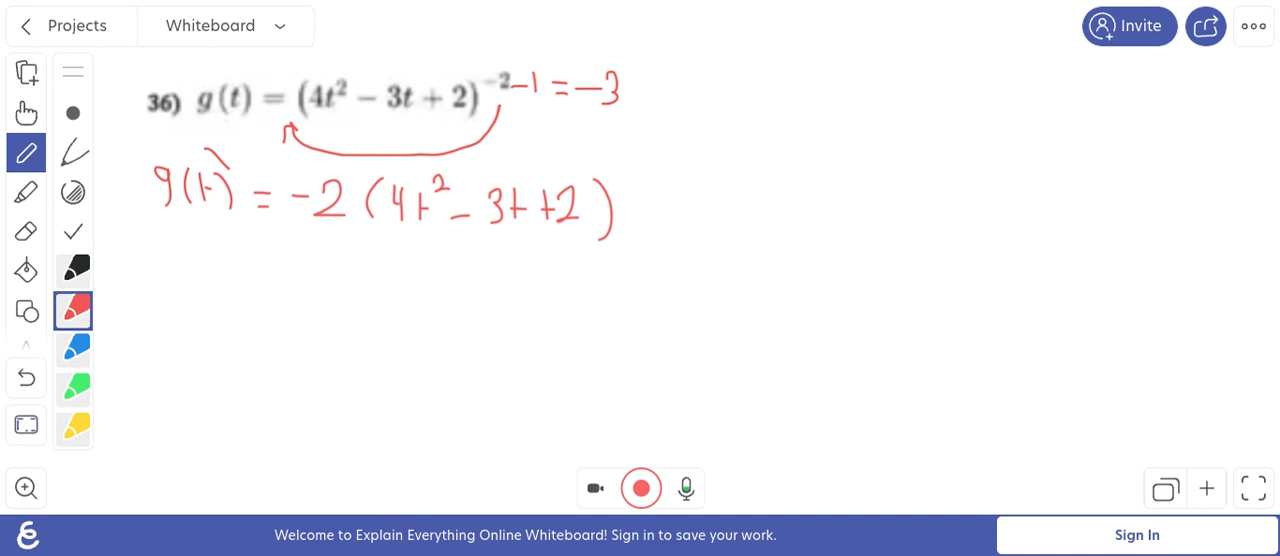 Projects
Whiteboard
Invite
36) g(t) = (4t² − 3t + 2)⁻² −1 = −3
g(t)' = -2 (4t² - 3t + 2)
Welcome to Explain Everything Online Whiteboard! Sign in to save your work.
Sign In